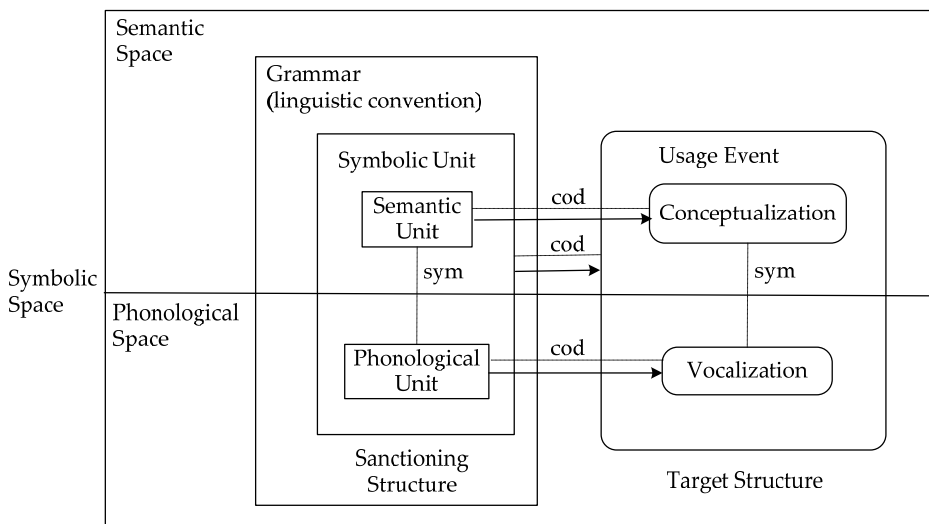 Semantic
Space
Grammar
(linguistic convention)
Symbolic Unit
Usage Event
Semantic
Unit
cod
Conceptualization
cod
sym
sym
Symbolic
Space
Phonological
Space
Phonological
Unit
cod
Vocalization
Sanctioning
Structure
Target Structure